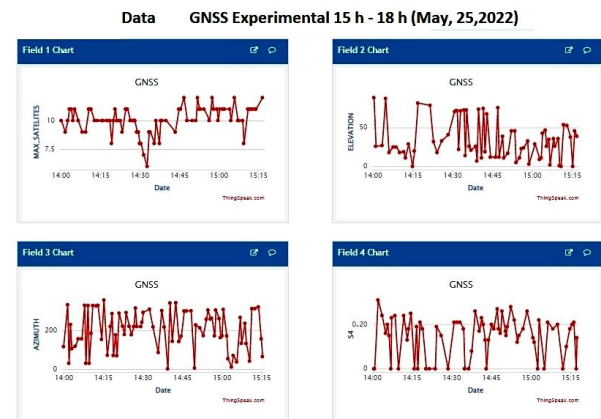 Data GNSS Experimental 15 h - 18 h (May, 25,2022)
Field 1 Chart
GNSS
MAX_SATELITES
10
7.5
14:00 14:15 14:30 14:45 15:00 15:15
Date
ThingSpeak.com
Field 2 Chart
GNSS
ELEVATION
50
0
14:00 14:15 14:30 14:45 15:00 15:15
Date
ThingSpeak.com
Field 3 Chart
GNSS
AZIMUTH
200
0
14:00 14:15 14:30 14:45 15:00 15:15
Date
ThingSpeak.com
Field 4 Chart
GNSS
S4
0.20
0
14:00 14:15 14:30 14:45 15:00 15:15
Date
ThingSpeak.com